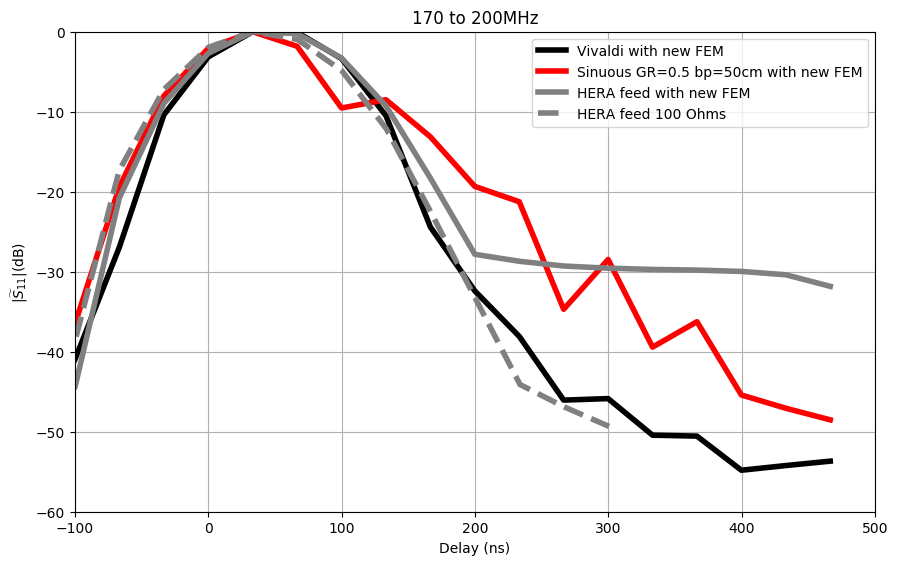 170 to 200MHz
Vivaldi with new FEM
Sinuous GR=0.5 bp=50cm with new FEM
HERA feed with new FEM
HERA feed 100 Ohms
0
−10
−20
−30
−40
−50
−60
|S̃₁₁|(dB)
−100
0
100
200
300
400
500
Delay (ns)